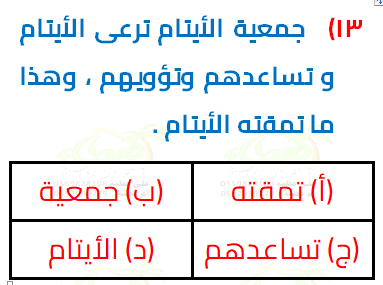 ١٣) جمعية الأيتام ترعى الأيتام
و تساعدهم وتؤويهم ، وهذا
ما تمقته الأيتام .
(أ) تمقته (ب) جمعية
(ج) تساعدهم (د) الأيتام